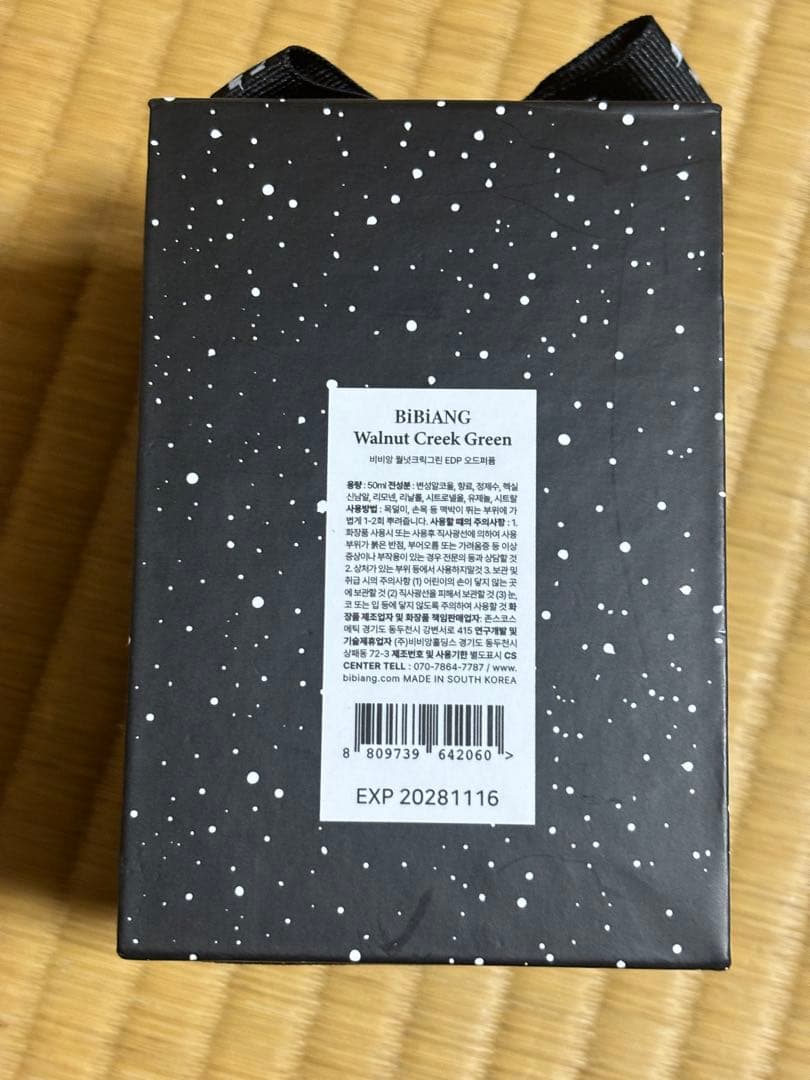 BiBiANG
Walnut Creek Green
비비앙 월넛크릭그린 EDP 오드퍼퓸
용량 : 50ml 전성분 : 변성알코올, 향료, 정제수, 헥실
신남알, 리모넨, 리날룰, 시트로넬올, 유제놀, 시트랄
사용방법 : 목덜미, 손목 등 맥박이 뛰는 부위에 가
볍게 1-2회 뿌려줍니다. 사용할 때의 주의사항 : 1.
화장품 사용시 또는 사용후 직사광선에 의하여 사용
부위가 붉은 반점, 부어오름 또는 가려움증 등 이상
증상이나 부작용이 있는 경우 전문의 등과 상담할 것
2. 상처가 있는 부위 등에서 사용하지말것 3. 보관 및
취급 시의 주의사항 (1) 어린이의 손이 닿지 않는 곳
에 보관할 것 (2) 직사광선을 피해서 보관할 것 (3) 눈,
코 또는 입 등에 닿지 않도록 주의하여 사용할 것 화
장품 제조업자 및 화장품 책임판매업자: 존스코스
메틱 경기도 동두천시 강변서로 415 연구개발 및
기술제휴업자 (주)비비앙홀딩스 경기도 동두천시
상패동 72-3 제조번호 및 사용기한 별도표시 CS
CENTER TELL : 070-7864-7787 / www.
bibiang.com MADE IN SOUTH KOREA
8 809739 642060 >
EXP 20281116